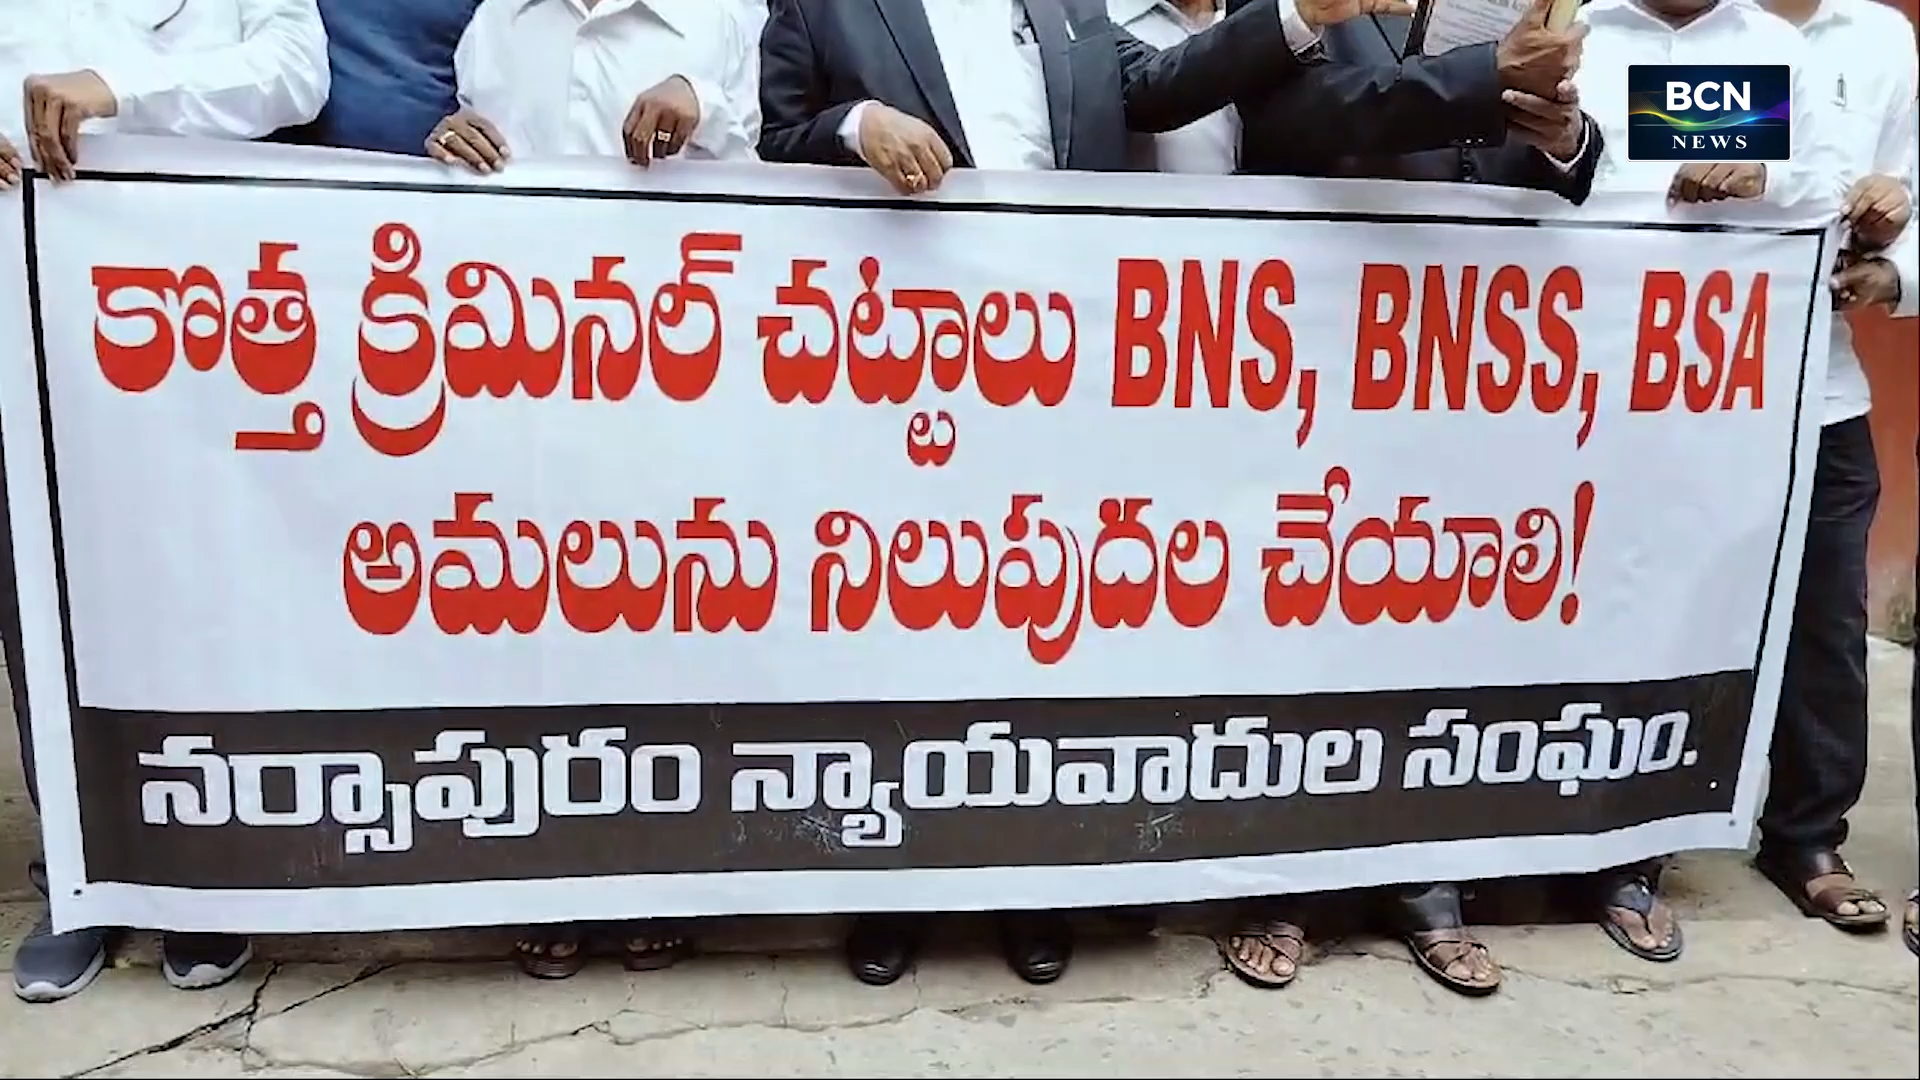 BCN
NEWS
కొత్త క్రిమినల్ చట్టాలు BNS, BNSS, BSA
అమలును నిలుపుదల చేయాలి!
నర్సాపురం న్యాయవాదుల సంఘం.